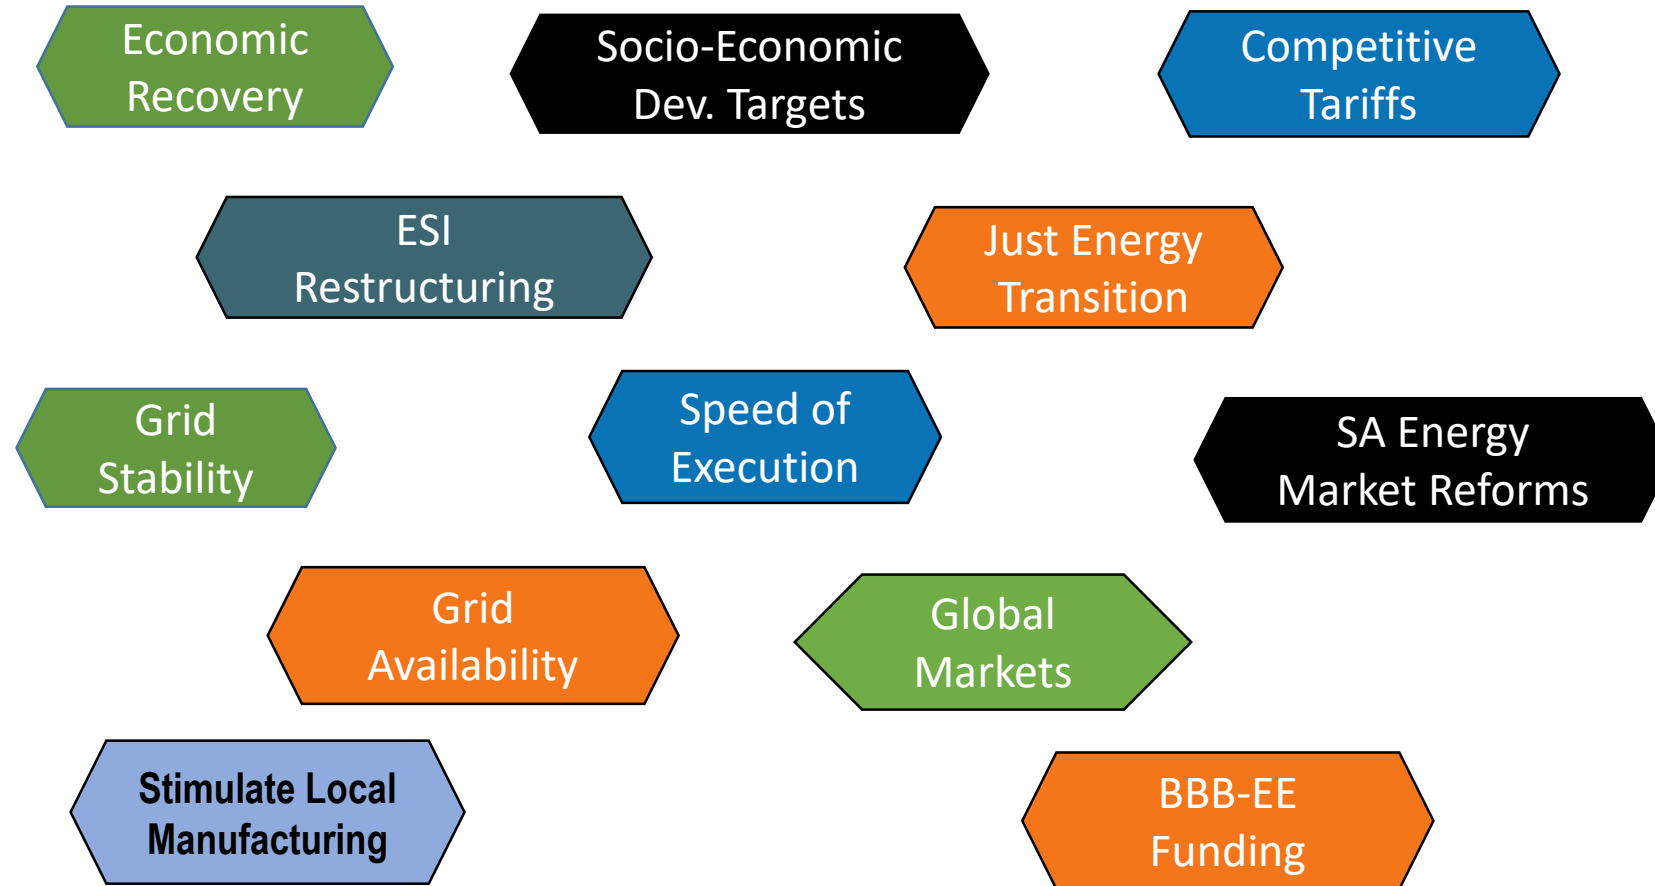 Economic
Recovery
Socio-Economic
Dev. Targets
Competitive
Tariffs
ESI
Restructuring
Just Energy
Transition
Grid
Stability
Speed of
Execution
SA Energy
Market Reforms
Grid
Availability
Global
Markets
Stimulate Local
Manufacturing
BBB-EE
Funding